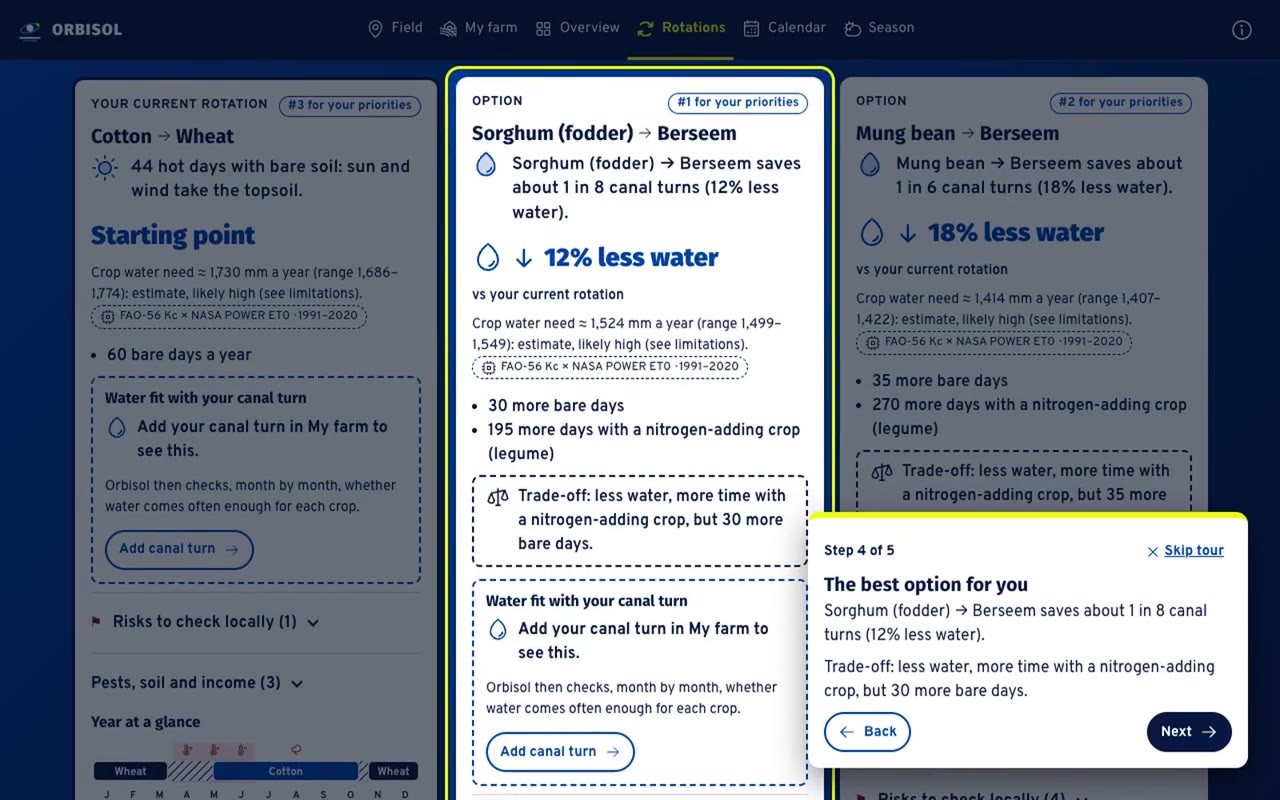 ORBISOL
Field
My farm
Overview
Rotations
Calendar
Season
YOUR CURRENT ROTATION
#3 for your priorities
Cotton → Wheat
44 hot days with bare soil: sun and
wind take the topsoil.
Starting point
Crop water need ≈ 1,730 mm a year (range 1,686–
1,774): estimate, likely high (see limitations).
FAO-56 Kc × NASA POWER ET0 · 1991–2020
• 60 bare days a year
Water fit with your canal turn
Add your canal turn in My farm to
see this.
Orbisol then checks, month by month, whether
water comes often enough for each crop.
Add canal turn →
Risks to check locally (1)
Pests, soil and income (3)
Year at a glance
Wheat
Cotton
Wheat
J F M A M J J A S O N D
OPTION
#1 for your priorities
Sorghum (fodder) → Berseem
Sorghum (fodder) → Berseem saves
about 1 in 8 canal turns (12% less
water).
↓ 12% less water
vs your current rotation
Crop water need ≈ 1,524 mm a year (range 1,499–
1,549): estimate, likely high (see limitations).
FAO-56 Kc × NASA POWER ET0 · 1991–2020
• 30 more bare days
• 195 more days with a nitrogen-adding crop
(legume)
Trade-off: less water, more time with
a nitrogen-adding crop, but 30 more
bare days.
Water fit with your canal turn
Add your canal turn in My farm to
see this.
Orbisol then checks, month by month, whether
water comes often enough for each crop.
Add canal turn →
OPTION
#2 for your priorities
Mung bean → Berseem
Mung bean → Berseem saves about
1 in 6 canal turns (18% less water).
↓ 18% less water
vs your current rotation
Crop water need ≈ 1,414 mm a year (range 1,407–
1,422): estimate, likely high (see limitations).
FAO-56 Kc × NASA POWER ET0 · 1991–2020
• 35 more bare days
• 270 more days with a nitrogen-adding crop
(legume)
Trade-off: less water, more time with
a nitrogen-adding crop, but 35 more
Step 4 of 5
× Skip tour
The best option for you
Sorghum (fodder) → Berseem saves about 1 in 8 canal
turns (12% less water).
Trade-off: less water, more time with a nitrogen-adding
crop, but 30 more bare days.
← Back
Next →
Risks to check locally (4)